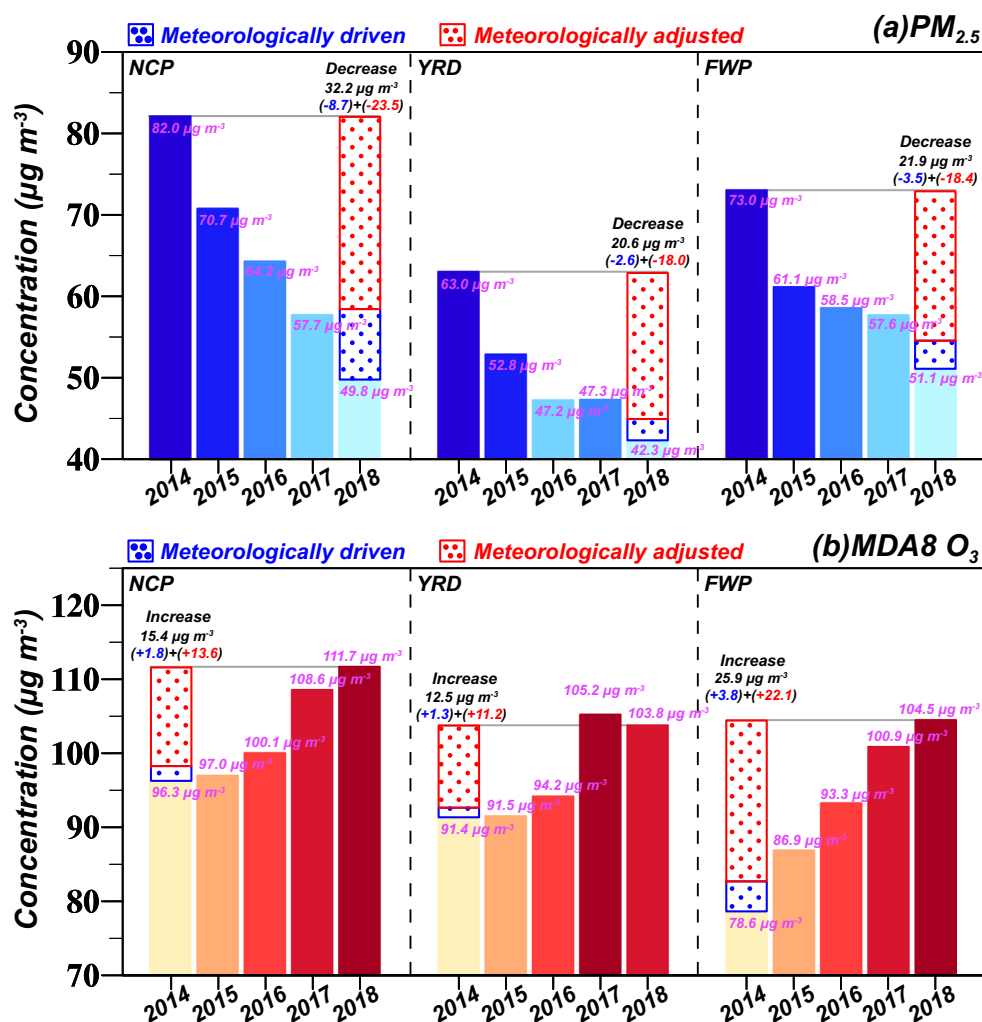 Meteorologically driven Meteorologically adjusted (a)PM2.5
NCP YRD FWP
Concentration (μg m-3)
90
80
70
60
50
40
Decrease
32.2 μg m-3
(-8.7)+(-23.5)
82.0 μg m-3
70.7 μg m-3
64.2 μg m-3
57.7 μg m-3
49.8 μg m-3
Decrease
20.6 μg m-3
(-2.6)+(-18.0)
63.0 μg m-3
52.8 μg m-3
47.2 μg m-3
47.3 μg m-3
42.3 μg m-3
Decrease
21.9 μg m-3
(-3.5)+(-18.4)
73.0 μg m-3
61.1 μg m-3
58.5 μg m-3
57.6 μg m-3
51.1 μg m-3
2014 2015 2016 2017 2018 2014 2015 2016 2017 2018 2014 2015 2016 2017 2018
Meteorologically driven Meteorologically adjusted (b)MDA8 O3
NCP YRD FWP
Concentration (μg m-3)
120
110
100
90
80
70
Increase
15.4 μg m-3
(+1.8)+(+13.6)
96.3 μg m-3
97.0 μg m-3
100.1 μg m-3
108.6 μg m-3
111.7 μg m-3
Increase
12.5 μg m-3
(+1.3)+(+11.2)
91.4 μg m-3
91.5 μg m-3
94.2 μg m-3
105.2 μg m-3
103.8 μg m-3
Increase
25.9 μg m-3
(+3.8)+(+22.1)
78.6 μg m-3
86.9 μg m-3
93.3 μg m-3
100.9 μg m-3
104.5 μg m-3
2014 2015 2016 2017 2018 2014 2015 2016 2017 2018 2014 2015 2016 2017 2018